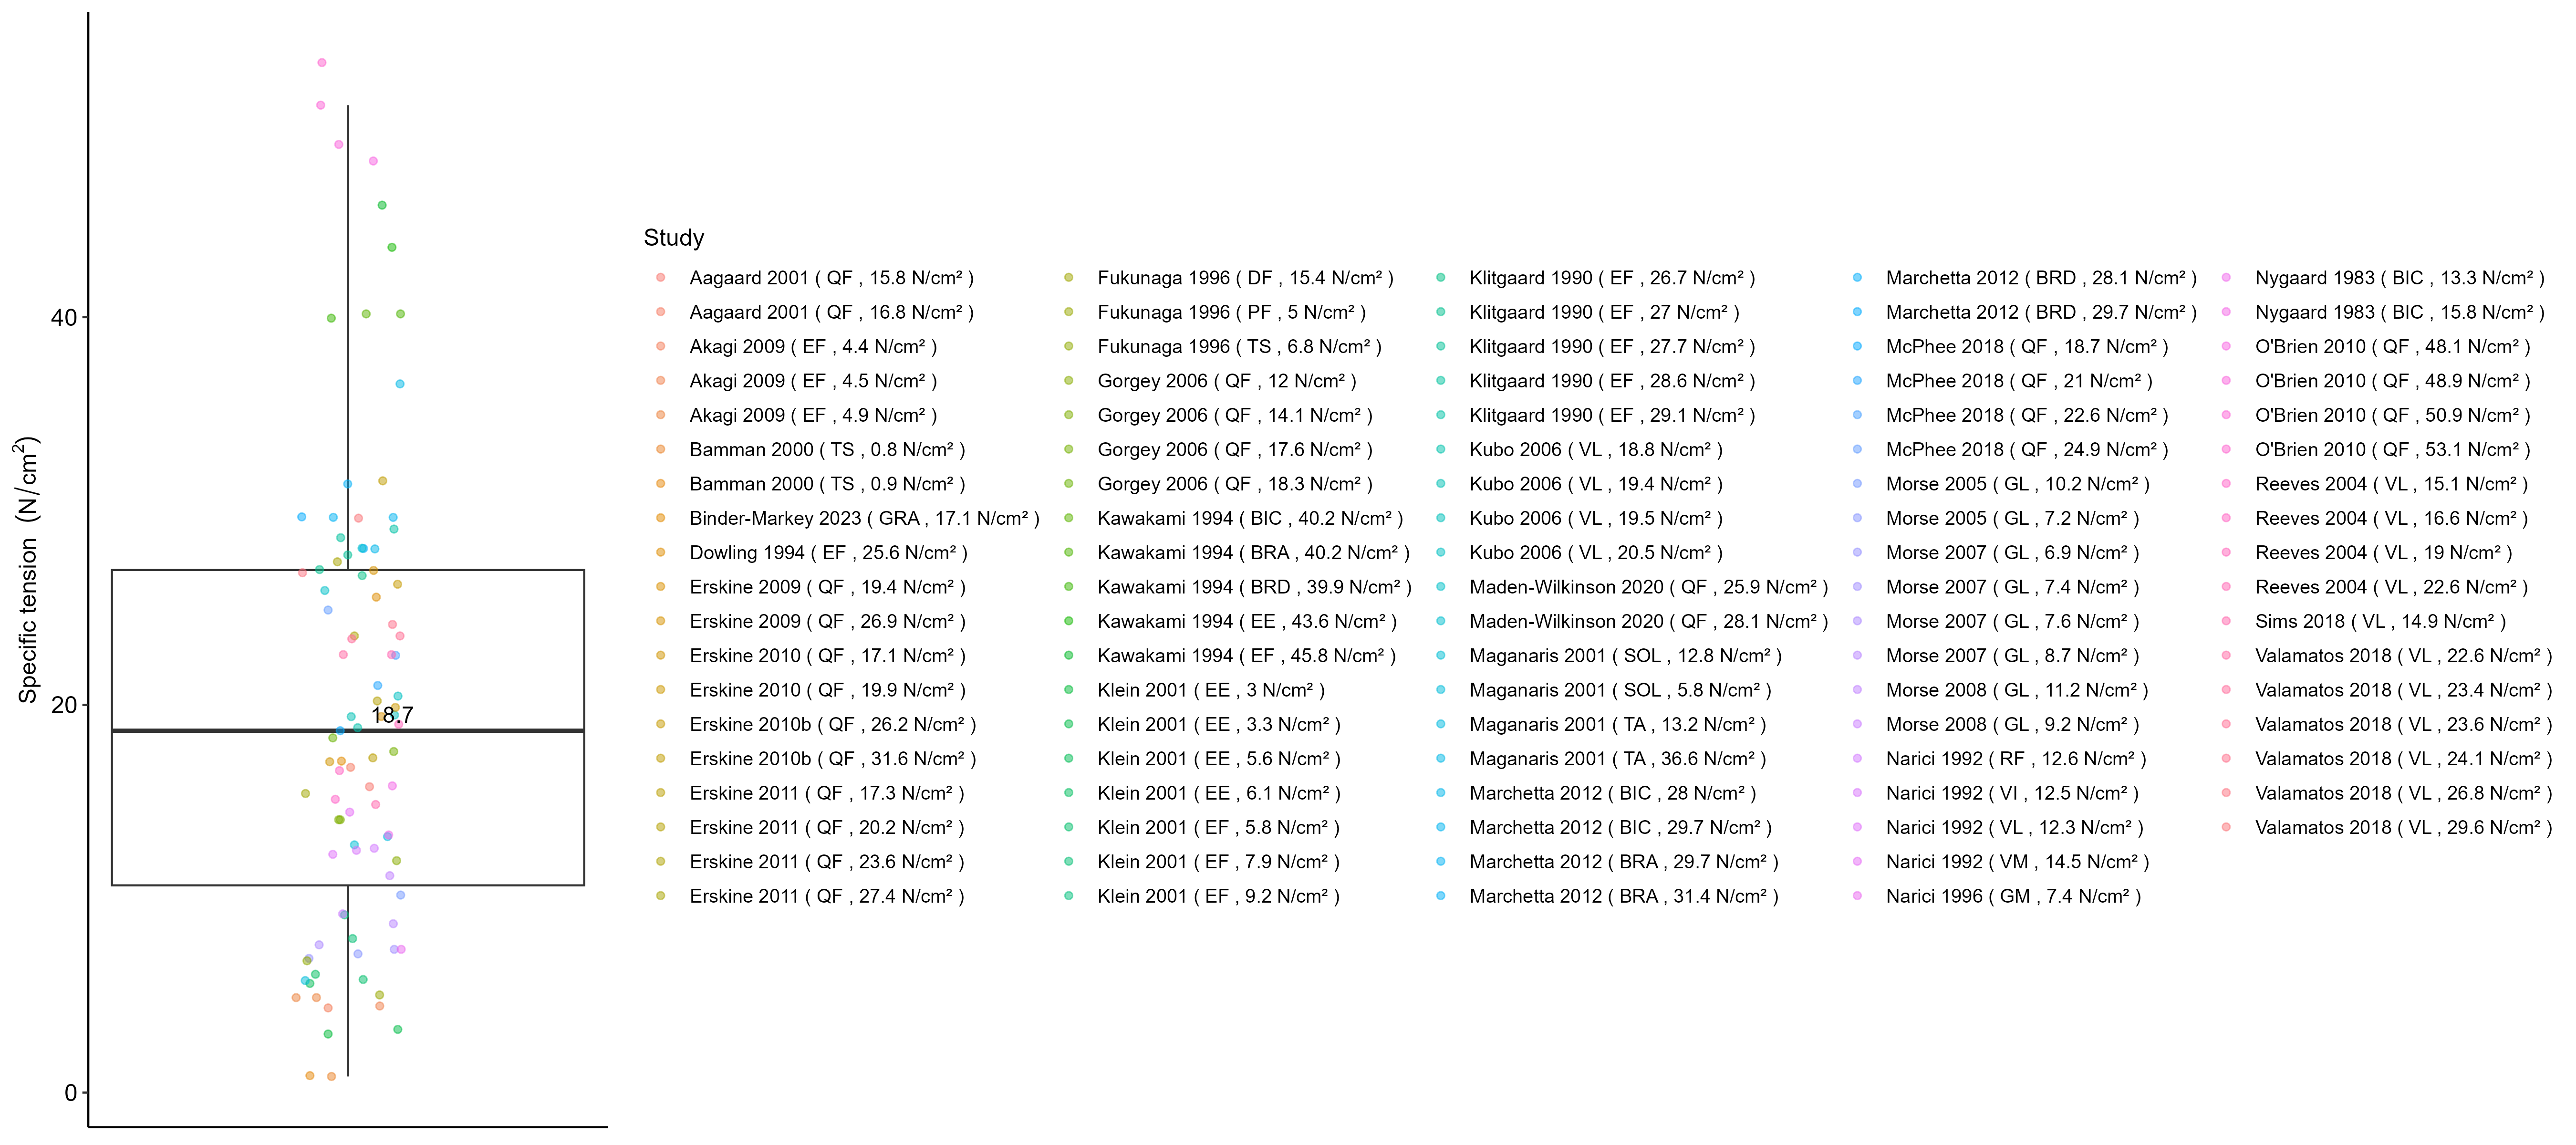 Specific tension (N/cm²)
40
20
0
18.7
Study
Aagaard 2001 ( QF , 15.8 N/cm² )
Aagaard 2001 ( QF , 16.8 N/cm² )
Akagi 2009 ( EF , 4.4 N/cm² )
Akagi 2009 ( EF , 4.5 N/cm² )
Akagi 2009 ( EF , 4.9 N/cm² )
Bamman 2000 ( TS , 0.8 N/cm² )
Bamman 2000 ( TS , 0.9 N/cm² )
Binder-Markey 2023 ( GRA , 17.1 N/cm² )
Dowling 1994 ( EF , 25.6 N/cm² )
Erskine 2009 ( QF , 19.4 N/cm² )
Erskine 2009 ( QF , 26.9 N/cm² )
Erskine 2010 ( QF , 17.1 N/cm² )
Erskine 2010 ( QF , 19.9 N/cm² )
Erskine 2010b ( QF , 26.2 N/cm² )
Erskine 2010b ( QF , 31.6 N/cm² )
Erskine 2011 ( QF , 17.3 N/cm² )
Erskine 2011 ( QF , 20.2 N/cm² )
Erskine 2011 ( QF , 23.6 N/cm² )
Erskine 2011 ( QF , 27.4 N/cm² )
Fukunaga 1996 ( DF , 15.4 N/cm² )
Fukunaga 1996 ( PF , 5 N/cm² )
Fukunaga 1996 ( TS , 6.8 N/cm² )
Gorgey 2006 ( QF , 12 N/cm² )
Gorgey 2006 ( QF , 14.1 N/cm² )
Gorgey 2006 ( QF , 17.6 N/cm² )
Gorgey 2006 ( QF , 18.3 N/cm² )
Kawakami 1994 ( BIC , 40.2 N/cm² )
Kawakami 1994 ( BRA , 40.2 N/cm² )
Kawakami 1994 ( BRD , 39.9 N/cm² )
Kawakami 1994 ( EE , 43.6 N/cm² )
Kawakami 1994 ( EF , 45.8 N/cm² )
Klein 2001 ( EE , 3 N/cm² )
Klein 2001 ( EE , 3.3 N/cm² )
Klein 2001 ( EE , 5.6 N/cm² )
Klein 2001 ( EE , 6.1 N/cm² )
Klein 2001 ( EF , 5.8 N/cm² )
Klein 2001 ( EF , 7.9 N/cm² )
Klein 2001 ( EF , 9.2 N/cm² )
Klitgaard 1990 ( EF , 26.7 N/cm² )
Klitgaard 1990 ( EF , 27 N/cm² )
Klitgaard 1990 ( EF , 27.7 N/cm² )
Klitgaard 1990 ( EF , 28.6 N/cm² )
Klitgaard 1990 ( EF , 29.1 N/cm² )
Kubo 2006 ( VL , 18.8 N/cm² )
Kubo 2006 ( VL , 19.4 N/cm² )
Kubo 2006 ( VL , 19.5 N/cm² )
Kubo 2006 ( VL , 20.5 N/cm² )
Maden-Wilkinson 2020 ( QF , 25.9 N/cm² )
Maden-Wilkinson 2020 ( QF , 28.1 N/cm² )
Maganaris 2001 ( SOL , 12.8 N/cm² )
Maganaris 2001 ( SOL , 5.8 N/cm² )
Maganaris 2001 ( TA , 13.2 N/cm² )
Maganaris 2001 ( TA , 36.6 N/cm² )
Marchetta 2012 ( BIC , 28 N/cm² )
Marchetta 2012 ( BIC , 29.7 N/cm² )
Marchetta 2012 ( BRA , 29.7 N/cm² )
Marchetta 2012 ( BRA , 31.4 N/cm² )
Marchetta 2012 ( BRD , 28.1 N/cm² )
Marchetta 2012 ( BRD , 29.7 N/cm² )
McPhee 2018 ( QF , 18.7 N/cm² )
McPhee 2018 ( QF , 21 N/cm² )
McPhee 2018 ( QF , 22.6 N/cm² )
McPhee 2018 ( QF , 24.9 N/cm² )
Morse 2005 ( GL , 10.2 N/cm² )
Morse 2005 ( GL , 7.2 N/cm² )
Morse 2007 ( GL , 6.9 N/cm² )
Morse 2007 ( GL , 7.4 N/cm² )
Morse 2007 ( GL , 7.6 N/cm² )
Morse 2007 ( GL , 8.7 N/cm² )
Morse 2008 ( GL , 11.2 N/cm² )
Morse 2008 ( GL , 9.2 N/cm² )
Narici 1992 ( RF , 12.6 N/cm² )
Narici 1992 ( VI , 12.5 N/cm² )
Narici 1992 ( VL , 12.3 N/cm² )
Narici 1992 ( VM , 14.5 N/cm² )
Narici 1996 ( GM , 7.4 N/cm² )
Nygaard 1983 ( BIC , 13.3 N/cm² )
Nygaard 1983 ( BIC , 15.8 N/cm² )
O'Brien 2010 ( QF , 48.1 N/cm² )
O'Brien 2010 ( QF , 48.9 N/cm² )
O'Brien 2010 ( QF , 50.9 N/cm² )
O'Brien 2010 ( QF , 53.1 N/cm² )
Reeves 2004 ( VL , 15.1 N/cm² )
Reeves 2004 ( VL , 16.6 N/cm² )
Reeves 2004 ( VL , 19 N/cm² )
Reeves 2004 ( VL , 22.6 N/cm² )
Sims 2018 ( VL , 14.9 N/cm² )
Valamatos 2018 ( VL , 22.6 N/cm² )
Valamatos 2018 ( VL , 23.4 N/cm² )
Valamatos 2018 ( VL , 23.6 N/cm² )
Valamatos 2018 ( VL , 24.1 N/cm² )
Valamatos 2018 ( VL , 26.8 N/cm² )
Valamatos 2018 ( VL , 29.6 N/cm² )